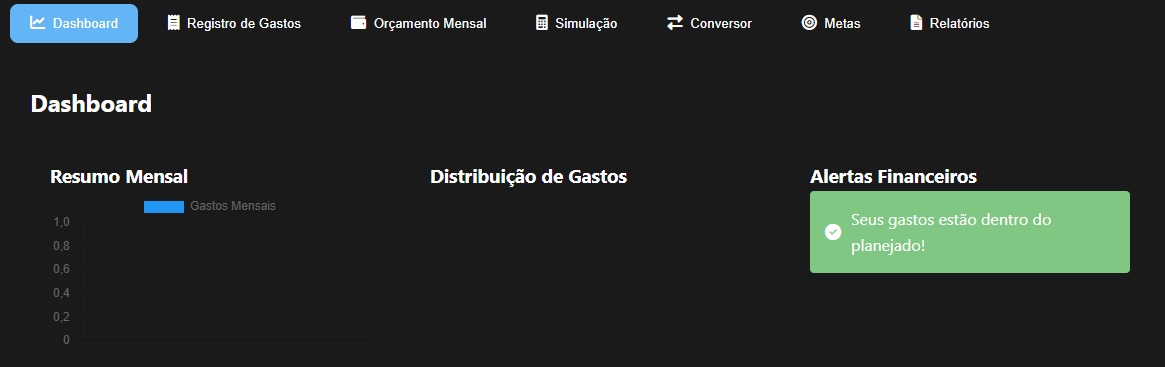 Dashboard
Registro de Gastos
Orçamento Mensal
Simulação
Conversor
Metas
Relatórios
Dashboard
Resumo Mensal
Gastos Mensais
1,0
0,8
0,6
0,4
0,2
0
Distribuição de Gastos
Alertas Financeiros
Seus gastos estão dentro do
planejado!